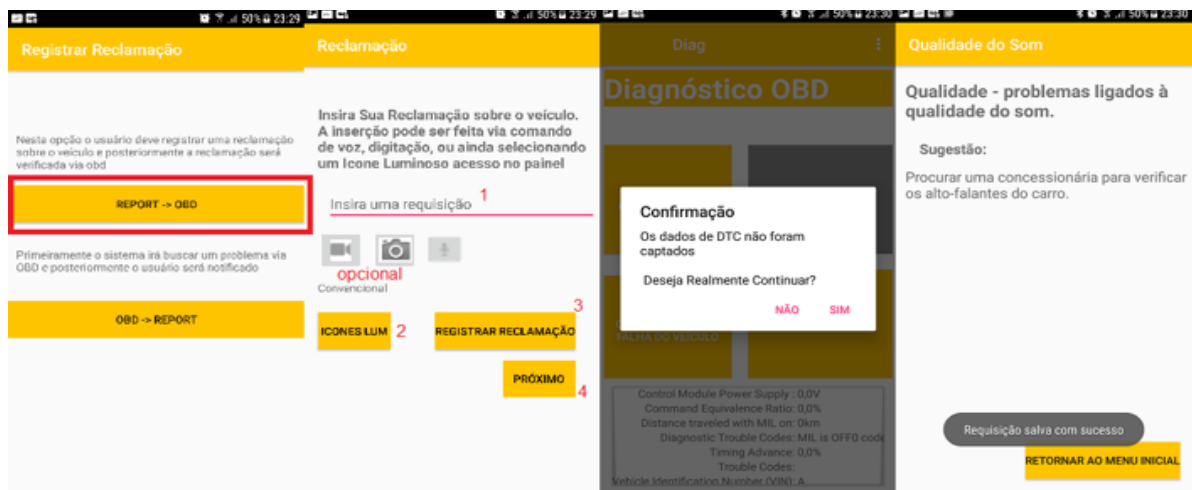 50% 23:29
Registrar Reclamação
Nesta opção o usuário deve registrar uma reclamação
sobre o veículo e posteriormente a reclamação será
verificada via obd
REPORT -> OBD
Primeiramente o sistema irá buscar um problema via
OBD e posteriormente o usuário será notificado
OBD -> REPORT
50% 23:29
Reclamação
Insira Sua Reclamação sobre o veículo.
A inserção pode ser feita via comando
de voz, digitação, ou ainda selecionando
um Icone Luminoso acesso no painel
Insira uma requisição 1
opcional
Convencional
3
ICONES LUM 2 REGISTRAR RECLAMAÇÃO
PRÓXIMO
4
50% 23:30
Diag
Diagnóstico OBD
Confirmação
Os dados de DTC não foram
captados
Deseja Realmente Continuar?
NÃO SIM
FALHA DO VEÍCULO
Control Module Power Supply : 0,0V
Command Equivalence Ratio: 0,0%
Distance traveled with MIL on: 0km
Diagnostic Trouble Codes: MIL is OFF0 code
Timing Advance: 0,0%
Trouble Codes:
Vehicle Identification Number (VIN): A
50% 23:30
Qualidade do Som
Qualidade - problemas ligados à
qualidade do som.
Sugestão:
Procurar uma concessionária para verificar
os alto-falantes do carro.
Requisição salva com sucesso
RETORNAR AO MENU INICIAL